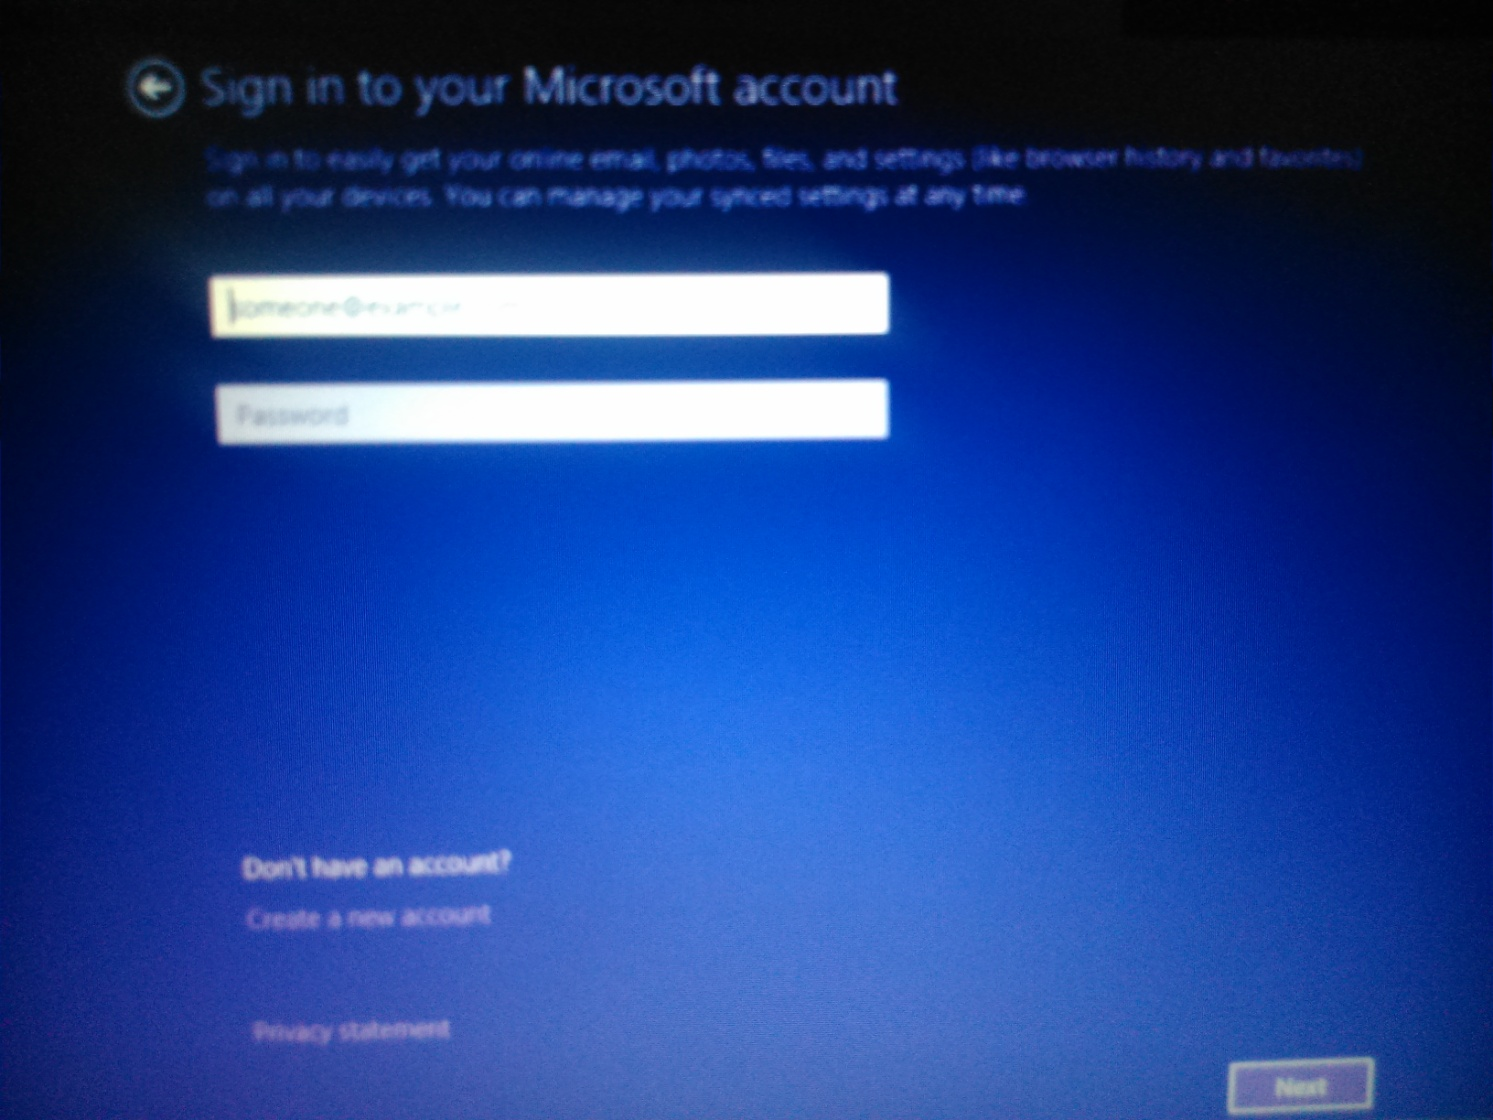 Sign in to your Microsoft account
Sign in to easily get your online email, photos, files, and settings (like browser history and favorites)
on all your devices. You can manage your synced settings at any time.
someone@example
Password
Don't have an account?
Create a new account
Privacy statement
Next